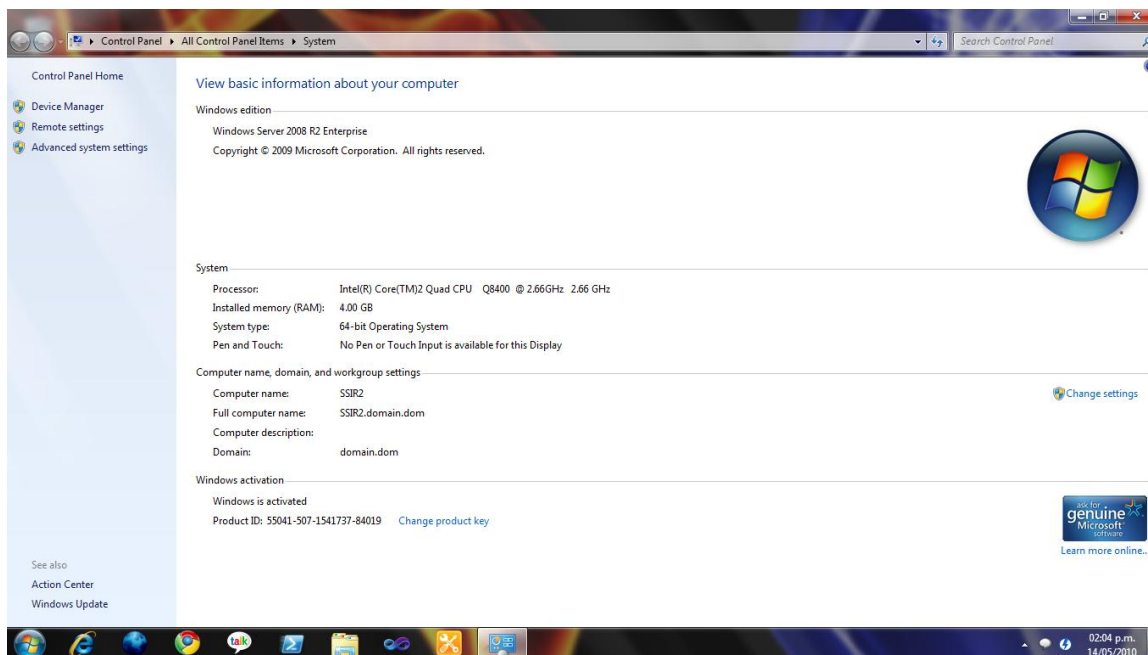 Control Panel ▸ All Control Panel Items ▸ System
Search Control Panel
Control Panel Home
Device Manager
Remote settings
Advanced system settings
View basic information about your computer
Windows edition
Windows Server 2008 R2 Enterprise
Copyright © 2009 Microsoft Corporation. All rights reserved.
System
Processor: Intel(R) Core(TM)2 Quad CPU Q8400 @ 2.66GHz 2.66 GHz
Installed memory (RAM): 4.00 GB
System type: 64-bit Operating System
Pen and Touch: No Pen or Touch Input is available for this Display
Computer name, domain, and workgroup settings
Computer name: SSIR2
Change settings
Full computer name: SSIR2.domain.dom
Computer description:
Domain: domain.dom
Windows activation
Windows is activated
Product ID: 55041-507-1541737-84019 Change product key
ask for
genuine
Microsoft
software
Learn more online...
See also
Action Center
Windows Update
talk
02:04 p.m.
14/05/2010